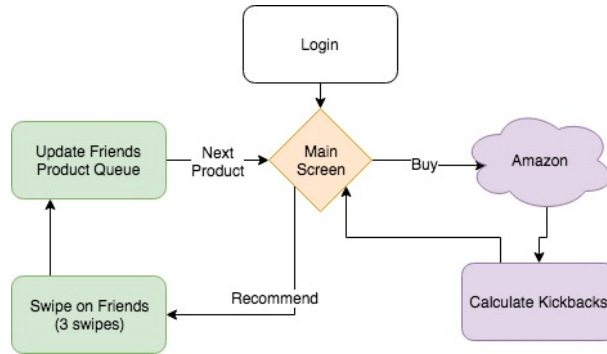 Login
Update Friends
Product Queue
Next
Product
Main
Screen
Buy
Amazon
Recommend
Swipe on Friends
(3 swipes)
Calculate Kickbacks